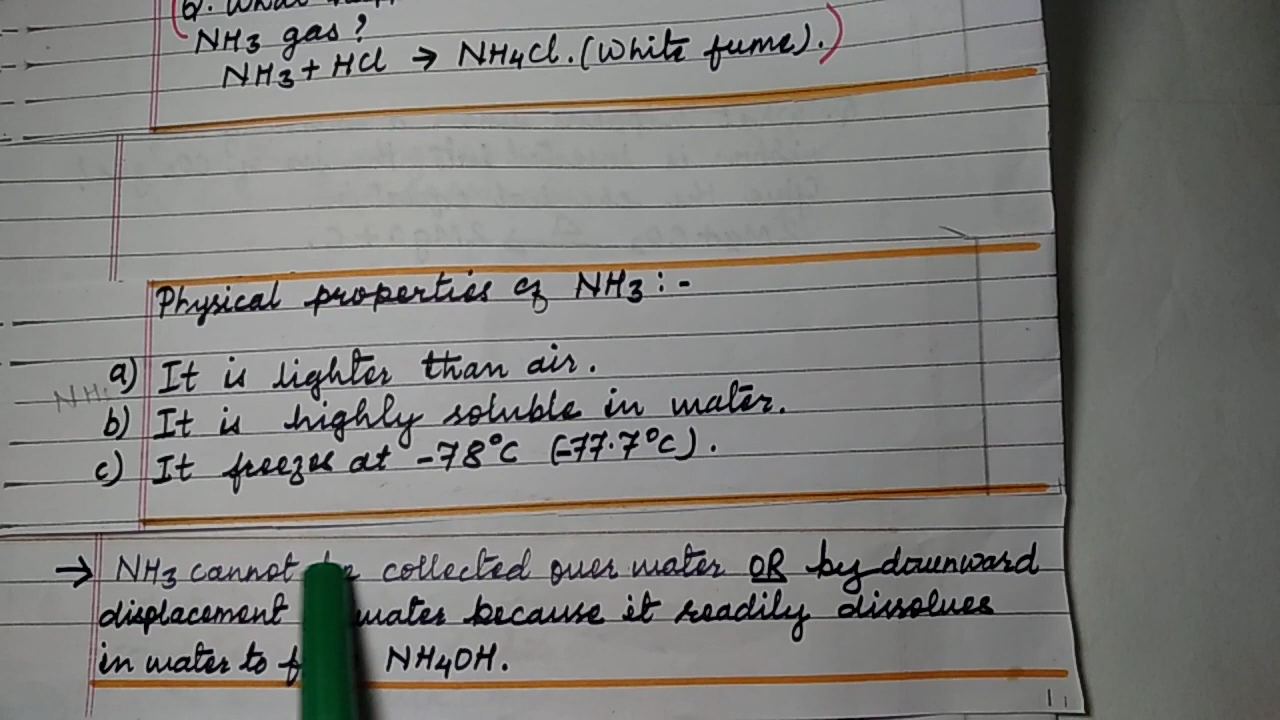 Q. What
NH3 gas?
NH3 + HCl → NH4Cl. (White fume).)
Physical properties of NH3:-
a) It is lighter than air.
b) It is highly soluble in water.
c) It freezes at -78°C (-77.7°C).
→ NH3 cannot collected over water OR by downward
displacement water because it readily dissolves
in water to NH4OH.